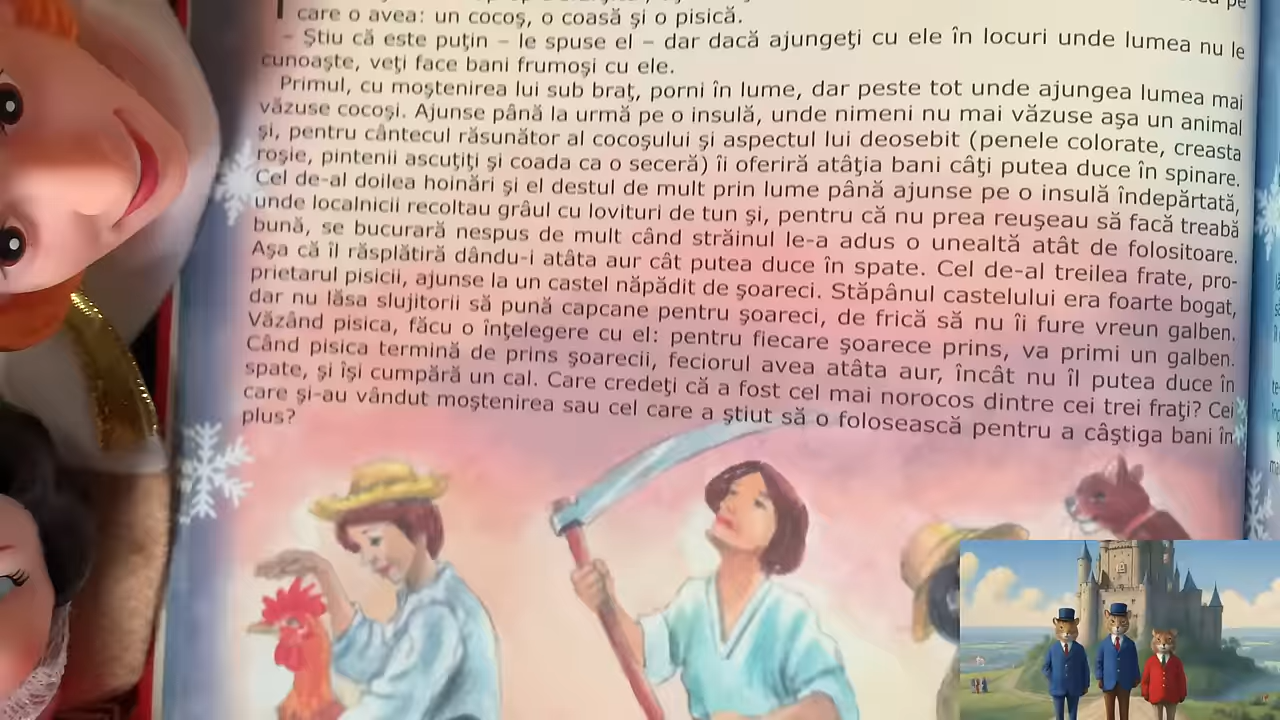 care o avea: un cocoş, o coasă şi o pisică.
– Ştiu că este puţin – le spuse el – dar dacă ajungeţi cu ele în locuri unde lumea nu le
cunoaşte, veţi face bani frumoşi cu ele.
Primul, cu moştenirea lui sub braţ, porni în lume, dar peste tot unde ajungea lumea mai
văzuse cocoşi. Ajunse până la urmă pe o insulă, unde nimeni nu mai văzuse aşa un animal
şi, pentru cântecul răsunător al cocoşului şi aspectul lui deosebit (penele colorate, creasta
roşie, pintenii ascuţiţi şi coada ca o seceră) îi oferiră atâţia bani câţi putea duce în spinare.
Cel de-al doilea hoinări şi el destul de mult prin lume până ajunse pe o insulă îndepărtată,
unde localnicii recoltau grâul cu lovituri de tun şi, pentru că nu prea reuşeau să facă treabă
bună, se bucurară nespus de mult când străinul le-a adus o unealtă atât de folositoare.
Aşa că îl răsplătiră dându-i atâta aur cât putea duce în spate. Cel de-al treilea frate, pro-
prietarul pisicii, ajunse la un castel năpădit de şoareci. Stăpânul castelului era foarte bogat,
dar nu lăsa slujitorii să pună capcane pentru şoareci, de frică să nu îi fure vreun galben.
Văzând pisica, făcu o înţelegere cu el: pentru fiecare şoarece prins, va primi un galben.
Când pisica termină de prins şoarecii, feciorul avea atâta aur, încât nu îl putea duce în
spate, şi îşi cumpără un cal. Care credeţi că a fost cel mai norocos dintre cei trei fraţi? Cei
care şi-au vândut moştenirea sau cel care a ştiut să o folosească pentru a câştiga bani în
plus?